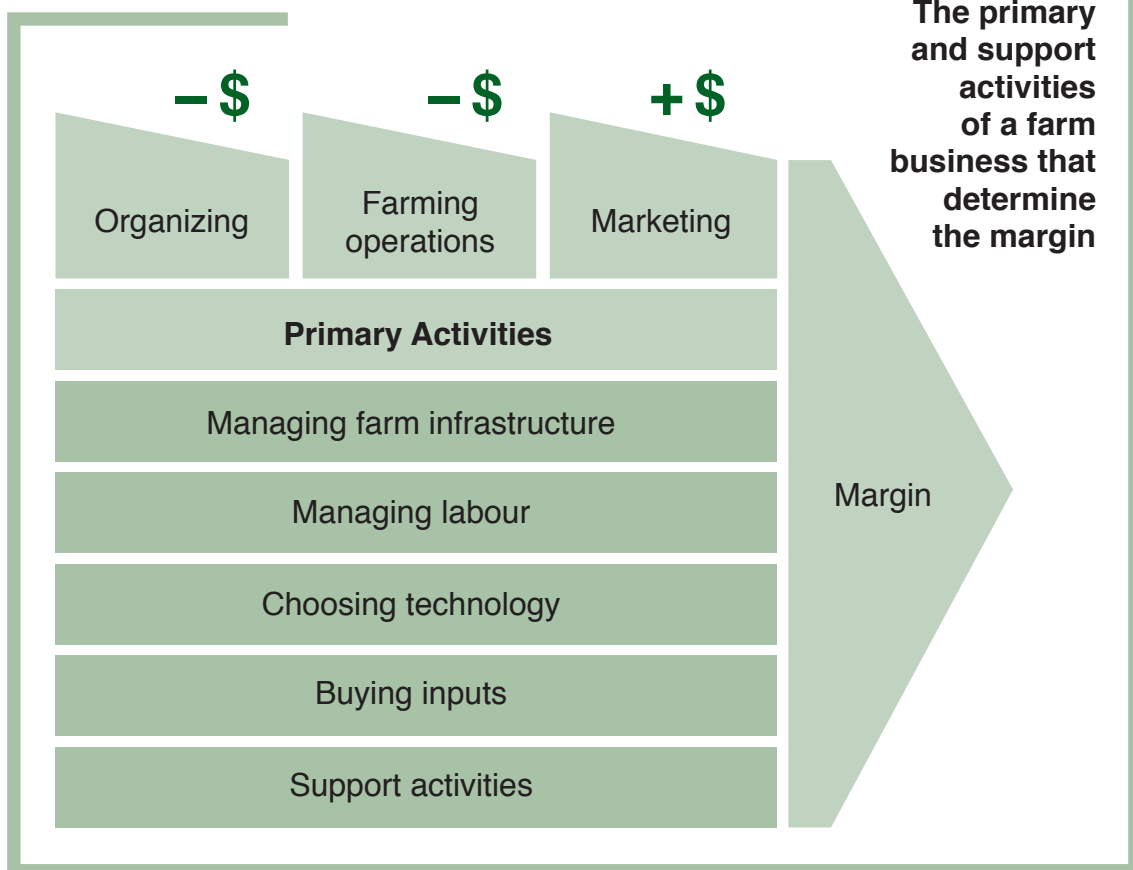 The primary
and support
activities
of a farm
business that
determine
the margin
– $
– $
+ $
Organizing
Farming
operations
Marketing
Primary Activities
Managing farm infrastructure
Managing labour
Choosing technology
Buying inputs
Support activities
Margin